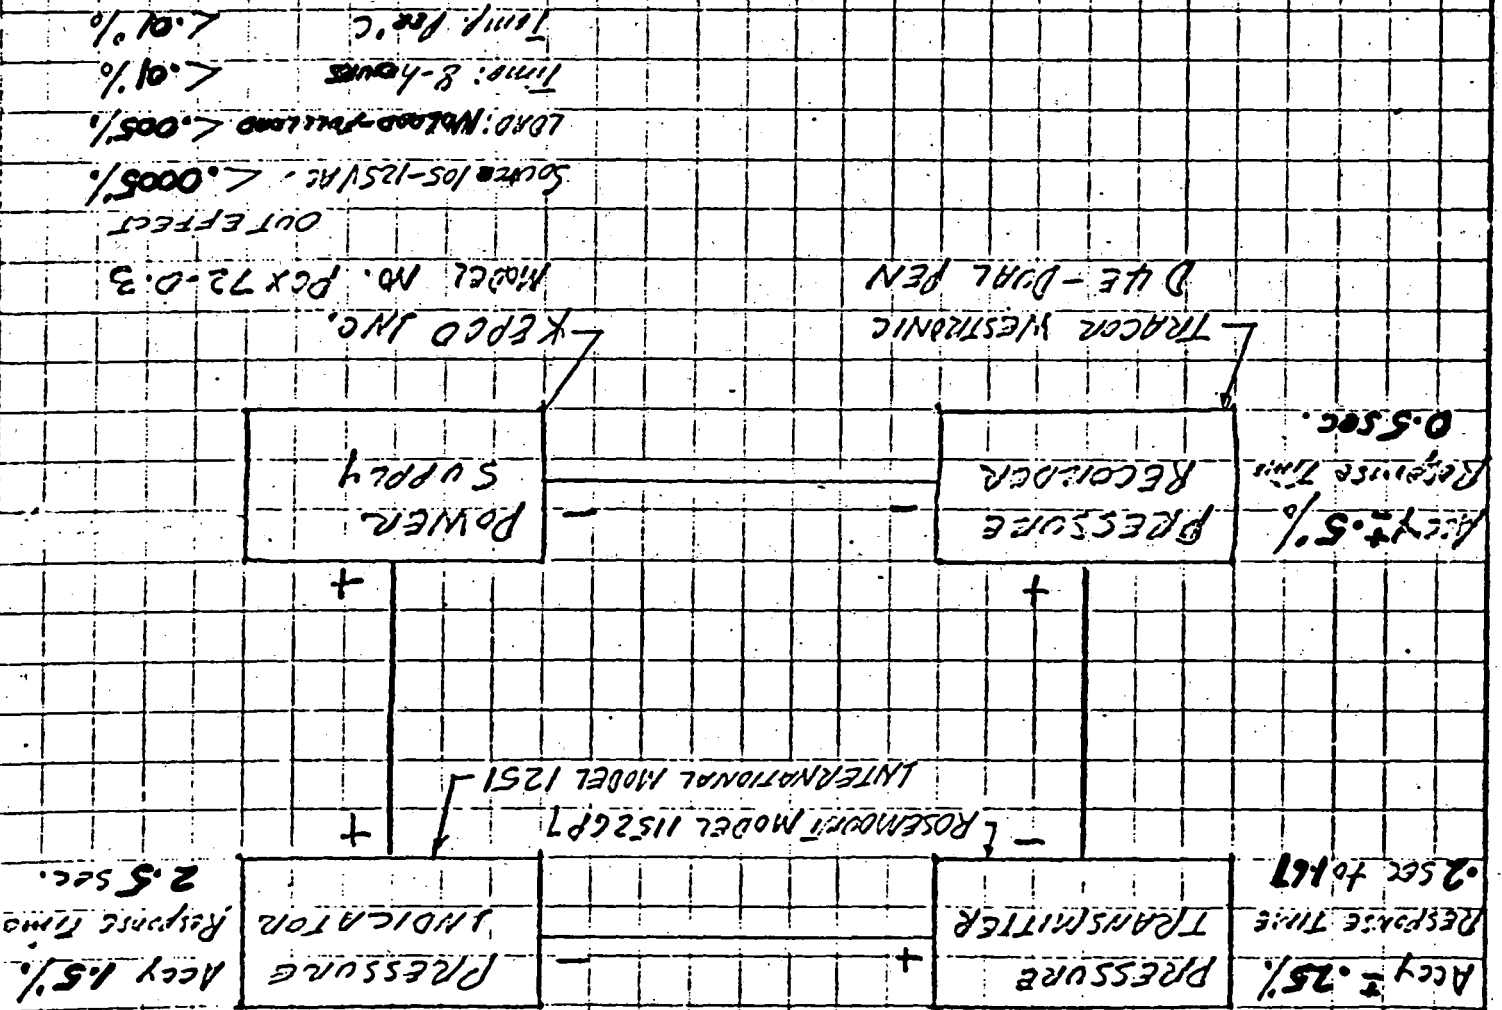 Accy ± .25%
RESPONSE TIME
.2 SEC to 1.67
PRESSURE
TRANSMITTER
+
−
PRESSURE
INDICATOR
Accy 1.5%
Response Time
2.5 sec.
−
+
ROSEMOUNT MODEL 1152GP7
INTERNATIONAL MODEL 1251
+
+
Accy ± .5%
Response Time
0.5 sec.
PRESSURE
RECORDER
−
−
POWER
SUPPLY
TRACOR WESTRONIC
D4E - DUAL PEN
KEPCO INC.
MODEL NO. PCX 72-0.3
OUT EFFECT
Source 105-125VAC - <.0005%
LOAD: NOLOAD-FULLLOAD <.005%
Time: 8-hours <.01%
Temp. Per °C <.01%